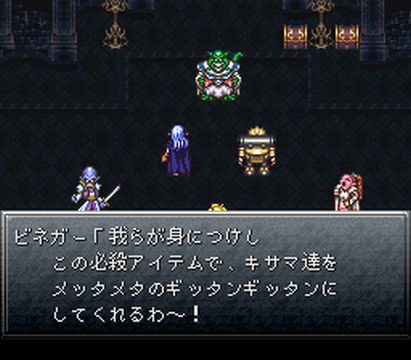 ビネガー「我らが身につけし
この必殺アイテムで、キサマ達を
メッタメタのギッタンギッタンに
してくれるわ～！